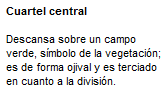 Cuartel central
Descansa sobre un campo
verde, símbolo de la vegetación;
es de forma ojival y es terciado
en cuanto a la división.